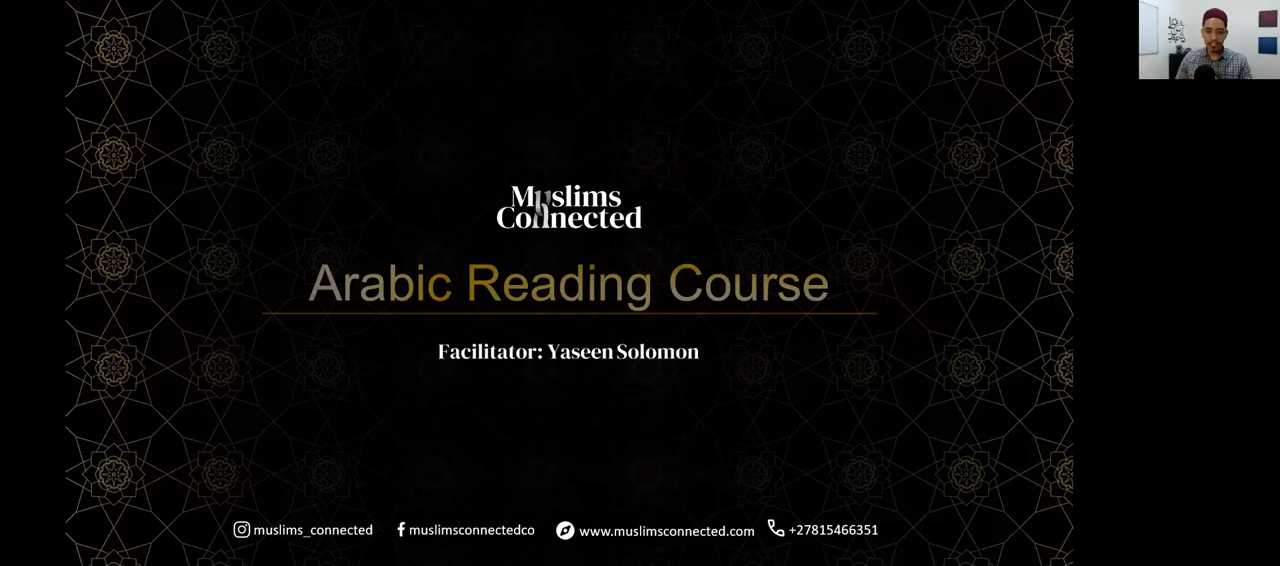 Muslims
Connected
Arabic Reading Course
Facilitator: Yaseen Solomon
muslims_connected muslimsconnectedco www.muslimsconnected.com +27815466351